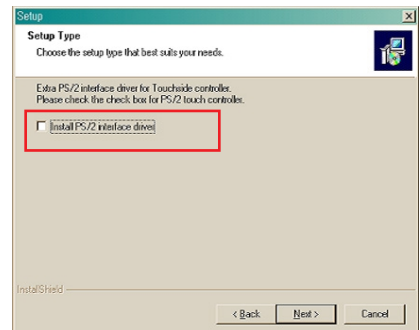 Setup
Setup Type
Choose the setup type that best suits your needs.
Extra PS/2 interface driver for Touchside controller.
Please check the check box for PS/2 touch controller.
Install PS/2 interface driver
InstallShield
< Back Next > Cancel